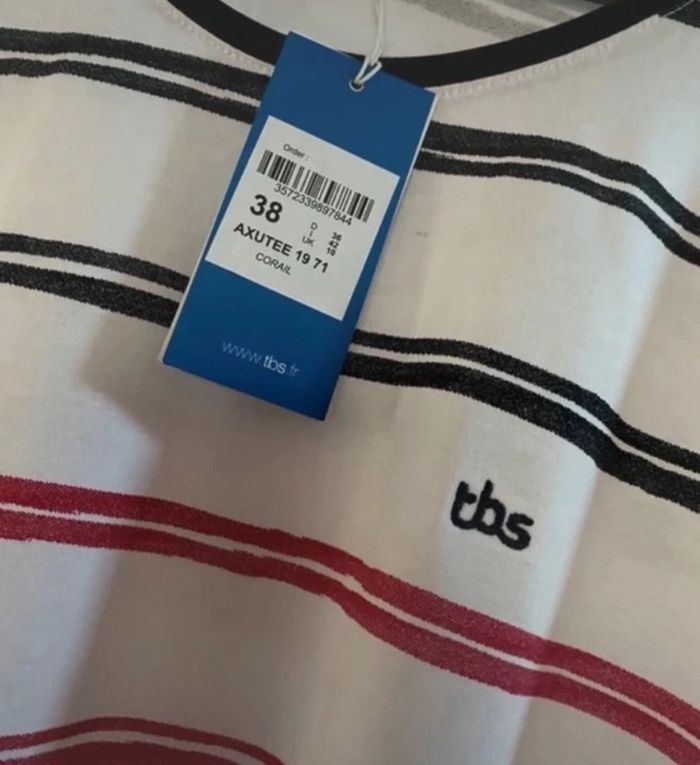 Order :
3572339897844
38
D 36
I 42
UK 10
AXUTEE 19 71
CORAIL
www.tbs.fr
tbs